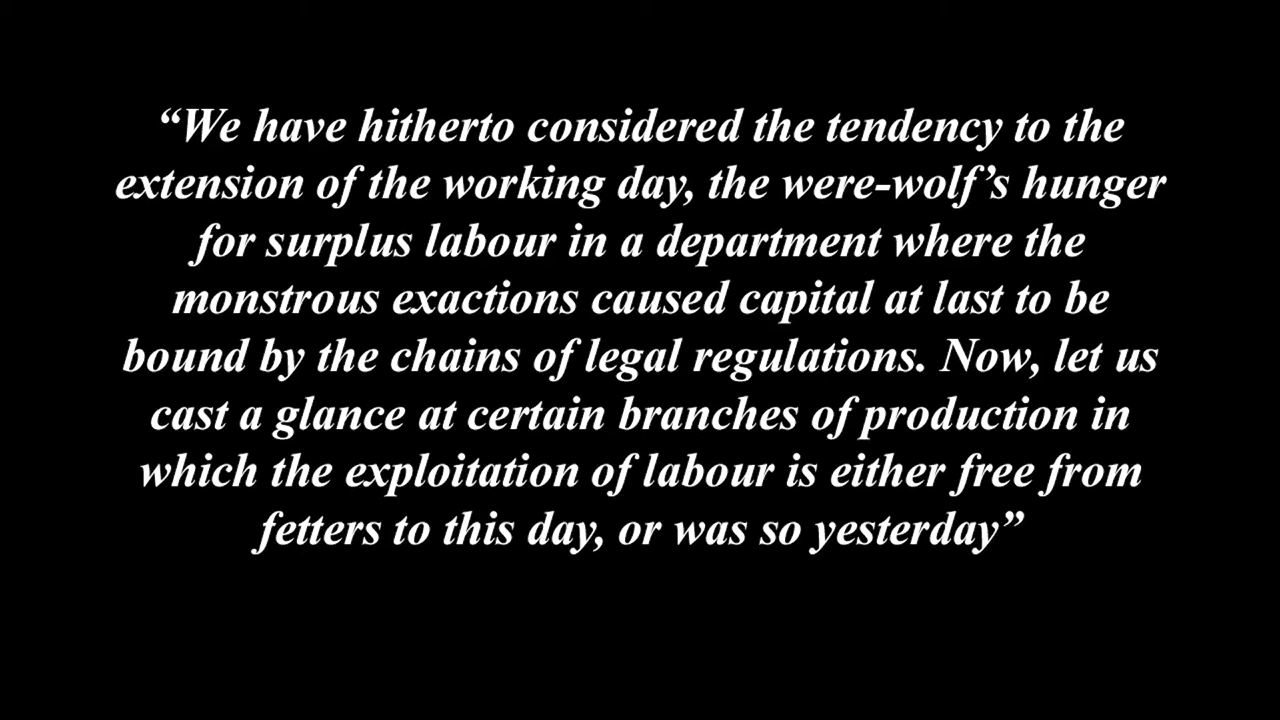 “We have hitherto considered the tendency to the
extension of the working day, the were-wolf’s hunger
for surplus labour in a department where the
monstrous exactions caused capital at last to be
bound by the chains of legal regulations. Now, let us
cast a glance at certain branches of production in
which the exploitation of labour is either free from
fetters to this day, or was so yesterday”